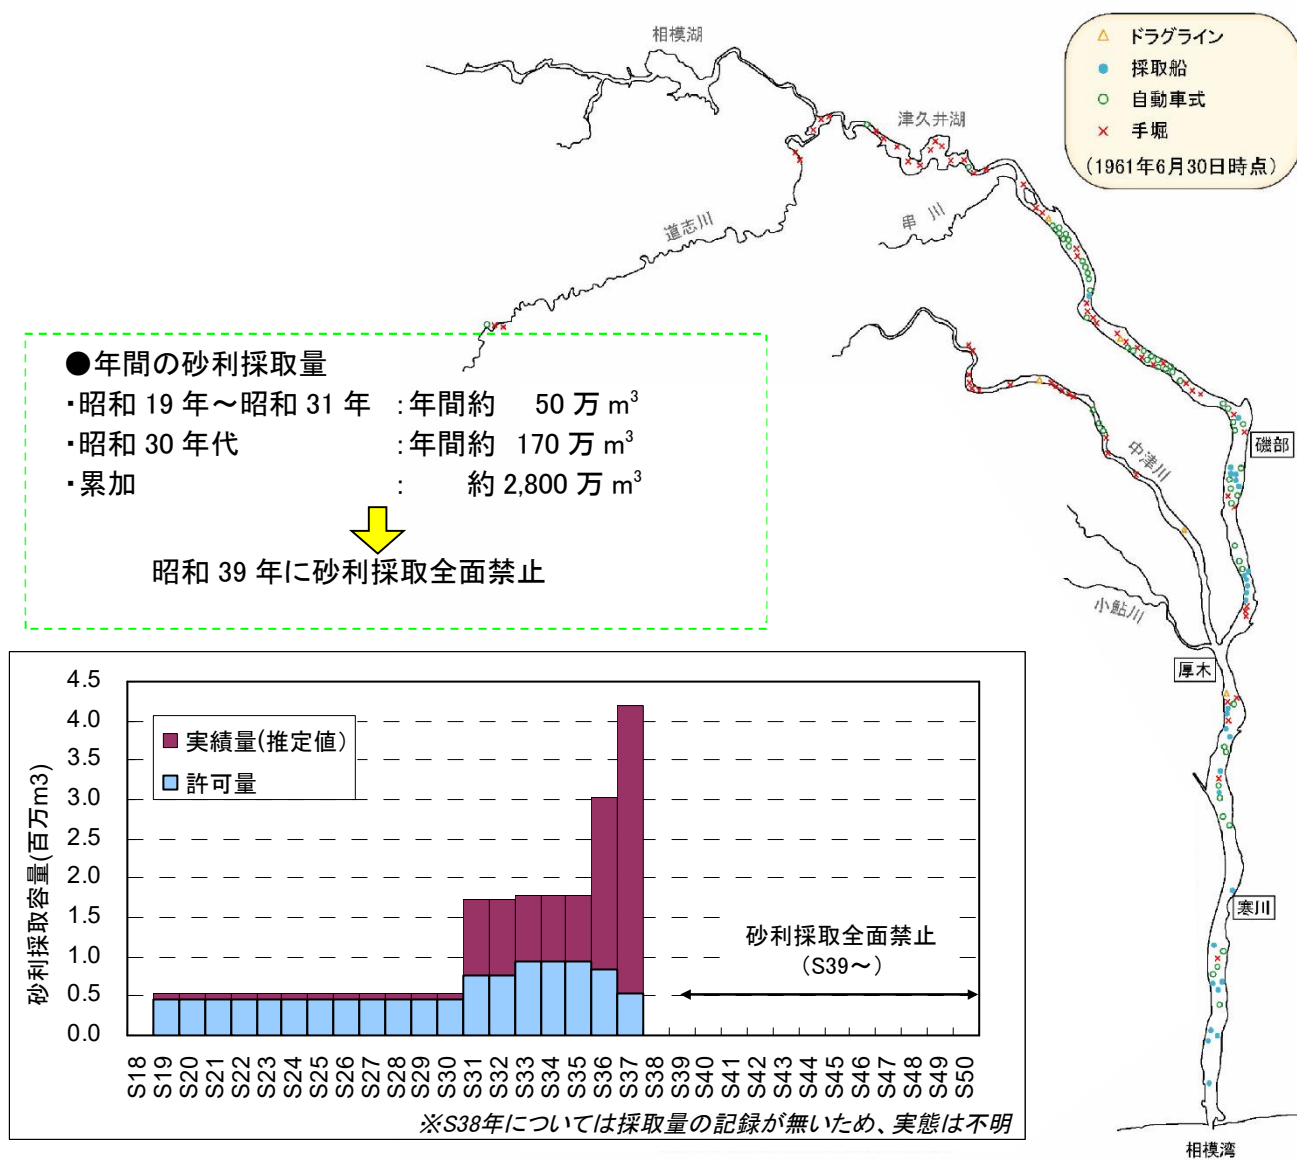 相模湖
津久井湖
道志川
串川
中津川
小鮎川
磯部
厚木
寒川
相模湾
ドラグライン
採取船
自動車式
手堀
(1961年6月30日時点)
●年間の砂利採取量
・昭和 19 年～昭和 31 年 :年間約 50 万 m³
・昭和 30 年代 :年間約 170 万 m³
・累加 : 約 2,800 万 m³
昭和 39 年に砂利採取全面禁止
砂利採取容量(百万m3)
4.5
4.0
3.5
3.0
2.5
2.0
1.5
1.0
0.5
0.0
実績量(推定値)
許可量
砂利採取全面禁止
(S39～)
S18 S19 S20 S21 S22 S23 S24 S25 S26 S27 S28 S29 S30 S31 S32 S33 S34 S35 S36 S37 S38 S39 S40 S41 S42 S43 S44 S45 S46 S47 S48 S49 S50
※S38年については採取量の記録が無いため、実態は不明